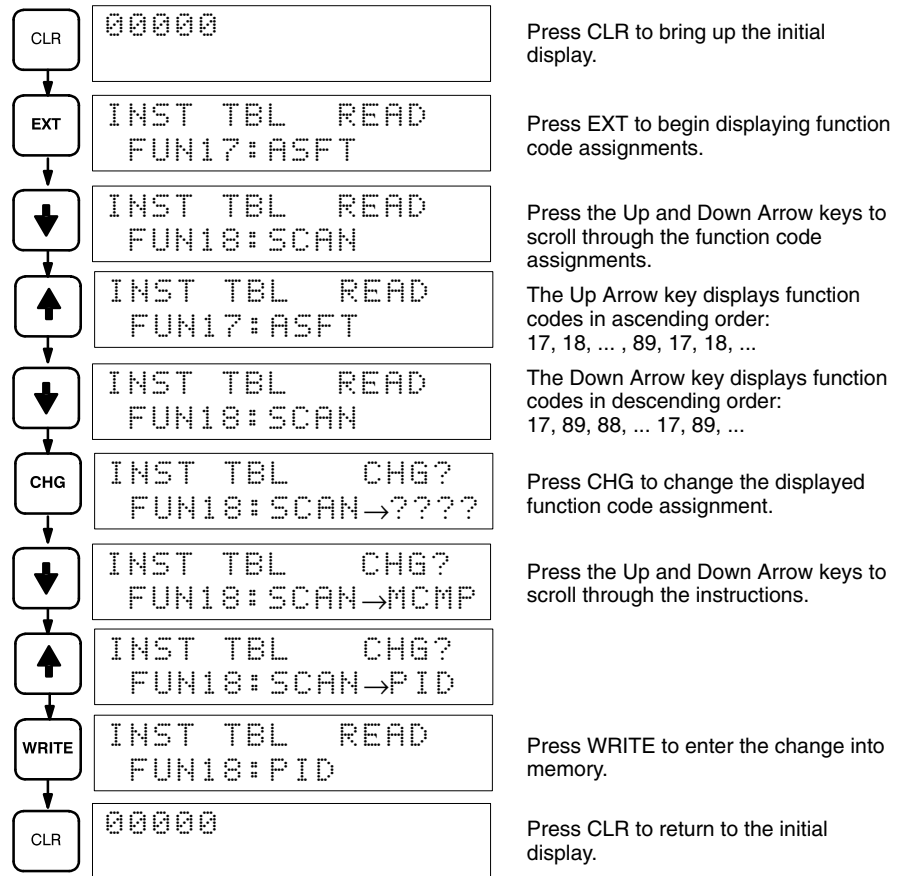 CLR
00000
Press CLR to bring up the initial
display.
EXT
INST TBL READ
FUN17:ASFT
Press EXT to begin displaying function
code assignments.
INST TBL READ
FUN18:SCAN
Press the Up and Down Arrow keys to
scroll through the function code
assignments.
INST TBL READ
FUN17:ASFT
The Up Arrow key displays function
codes in ascending order:
17, 18, ... , 89, 17, 18, ...
INST TBL READ
FUN18:SCAN
The Down Arrow key displays function
codes in descending order:
17, 89, 88, ... 17, 89, ...
CHG
INST TBL CHG?
FUN18:SCAN→????
Press CHG to change the displayed
function code assignment.
INST TBL CHG?
FUN18:SCAN→MCMP
Press the Up and Down Arrow keys to
scroll through the instructions.
INST TBL CHG?
FUN18:SCAN→PID
WRITE
INST TBL READ
FUN18:PID
Press WRITE to enter the change into
memory.
CLR
00000
Press CLR to return to the initial
display.